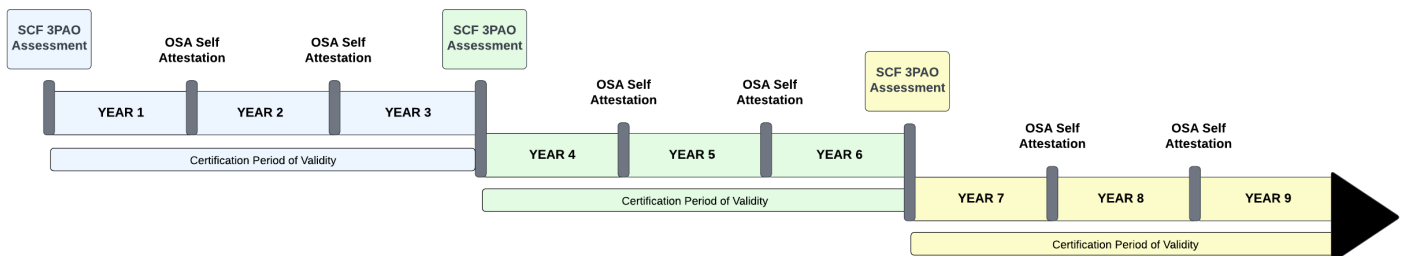 SCF 3PAO
Assessment
OSA Self
Attestation
OSA Self
Attestation
YEAR 1
YEAR 2
YEAR 3
Certification Period of Validity
SCF 3PAO
Assessment
OSA Self
Attestation
OSA Self
Attestation
YEAR 4
YEAR 5
YEAR 6
Certification Period of Validity
SCF 3PAO
Assessment
OSA Self
Attestation
OSA Self
Attestation
YEAR 7
YEAR 8
YEAR 9
Certification Period of Validity